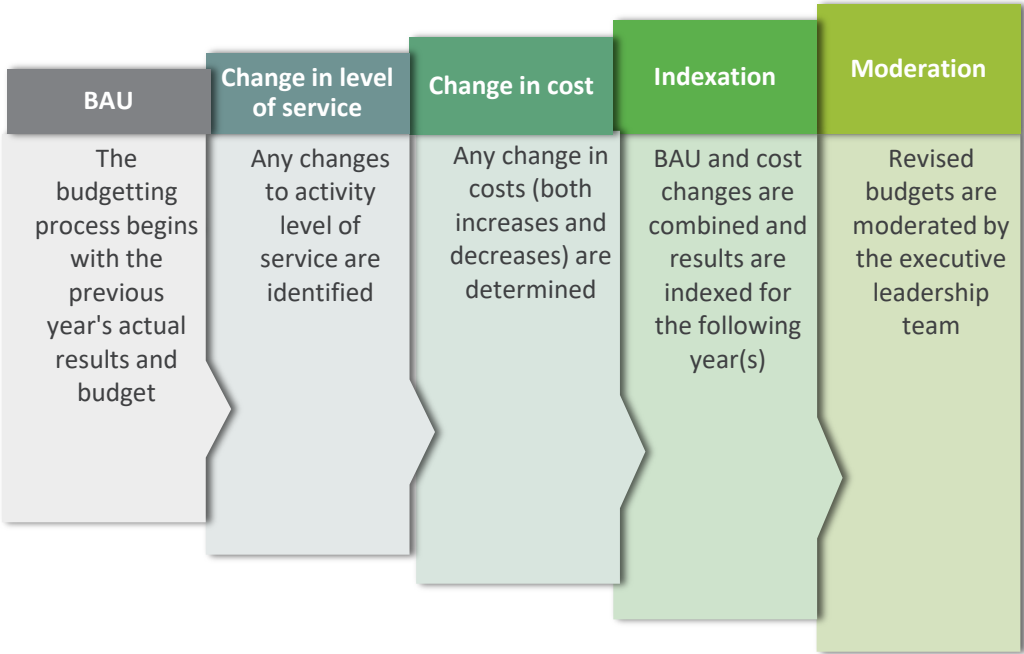 BAU
The
budgetting
process begins
with the
previous
year's actual
results and
budget
Change in level
of service
Any changes
to activity
level of
service are
identified
Change in cost
Any change in
costs (both
increases and
decreases) are
determined
Indexation
BAU and cost
changes are
combined and
results are
indexed for
the following
year(s)
Moderation
Revised
budgets are
moderated by
the executive
leadership
team